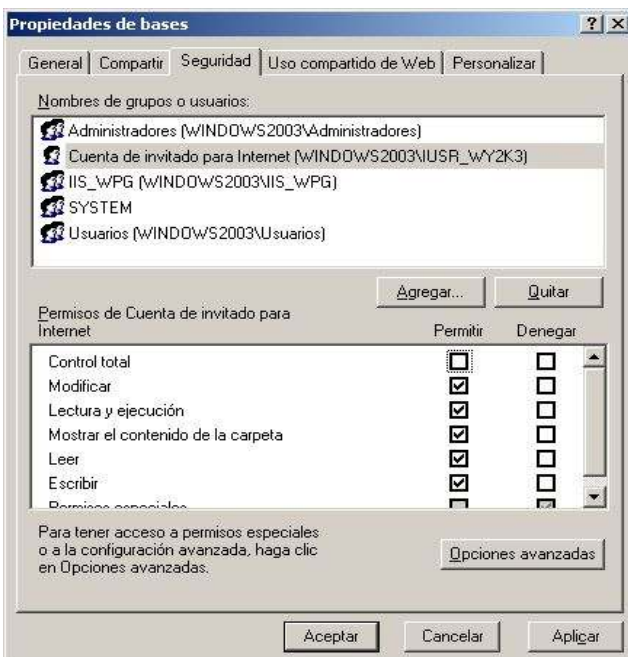 Propiedades de bases
General Compartir Seguridad Uso compartido de Web Personalizar
Nombres de grupos o usuarios:
Administradores (WINDOWS2003\Administradores)
Cuenta de invitado para Internet (WINDOWS2003\IUSR_WY2K3)
IIS_WPG (WINDOWS2003\IIS_WPG)
SYSTEM
Usuarios (WINDOWS2003\Usuarios)
Agregar... Quitar
Permisos de Cuenta de invitado para
Internet Permitir Denegar
Control total
Modificar
Lectura y ejecución
Mostrar el contenido de la carpeta
Leer
Escribir
Permisos especiales
Para tener acceso a permisos especiales
o a la configuración avanzada, haga clic
en Opciones avanzadas.
Opciones avanzadas
Aceptar Cancelar Aplicar